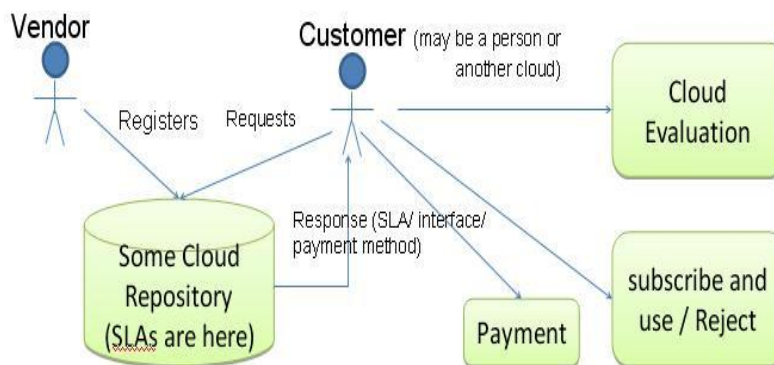 Vendor
Customer (may be a person or
another cloud)
Registers
Requests
Cloud
Evaluation
Response (SLA/ interface/
payment method)
Some Cloud
Repository
(SLAs are here)
Payment
subscribe and
use / Reject